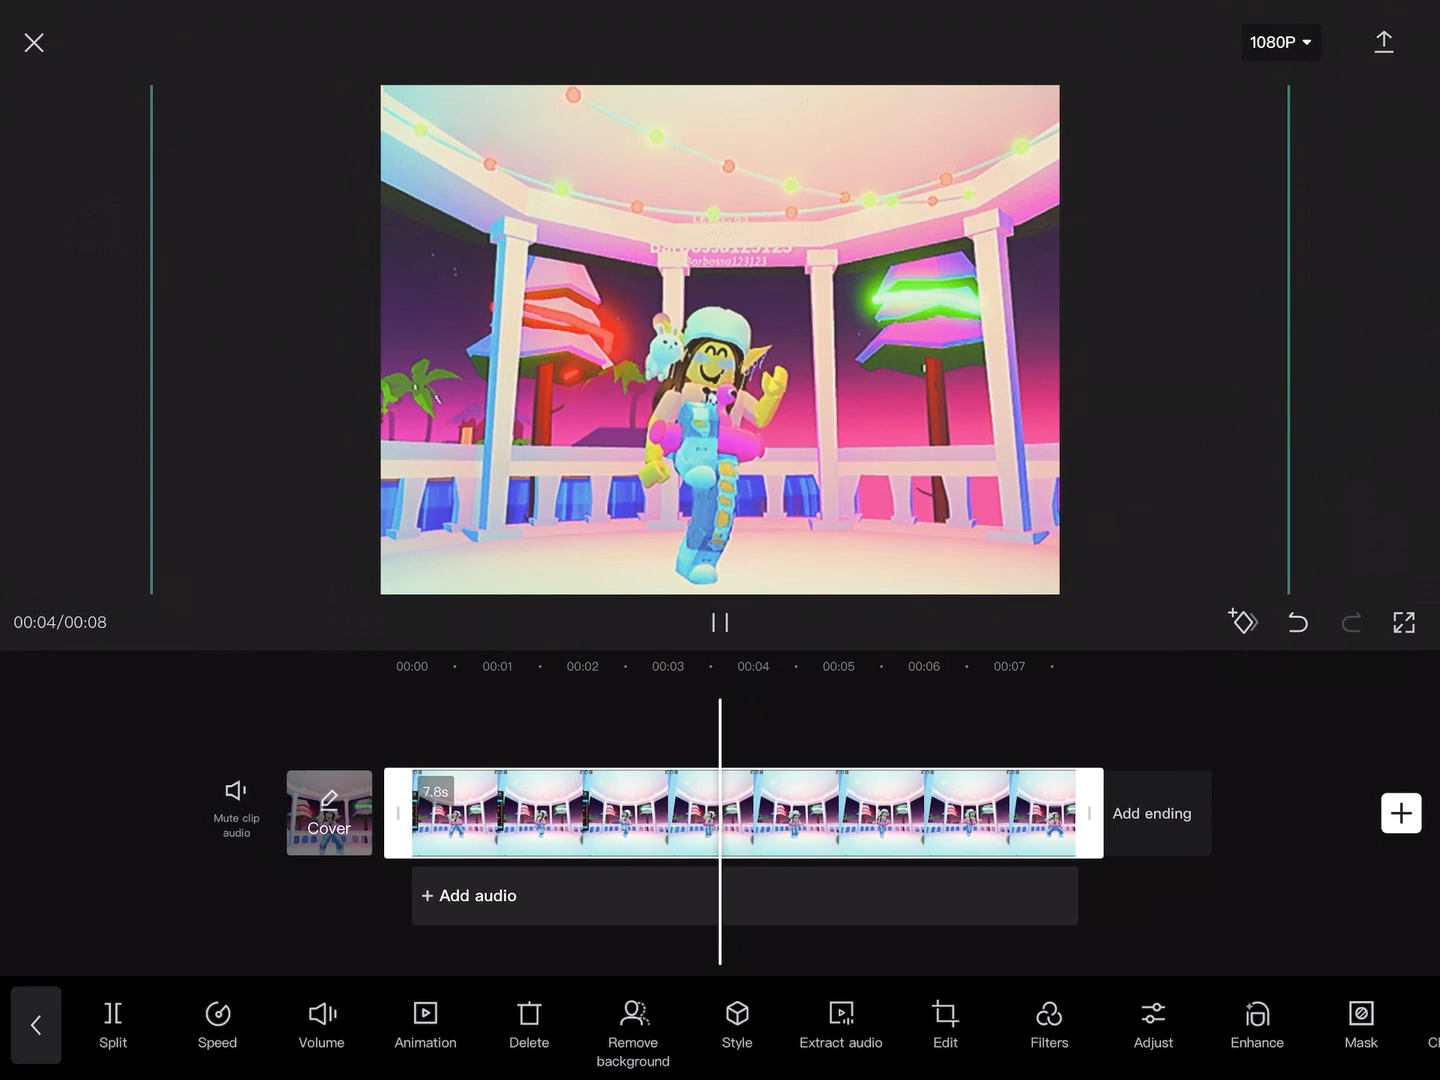 1080P
Barbossa123123
Barbossa123123
00:04/00:08
00:00 00:01 00:02 00:03 00:04 00:05 00:06 00:07
7.8s
Mute clip
audio
Cover
Add ending
+ Add audio
Split
Speed
Volume
Animation
Delete
Remove
background
Style
Extract audio
Edit
Filters
Adjust
Enhance
Mask